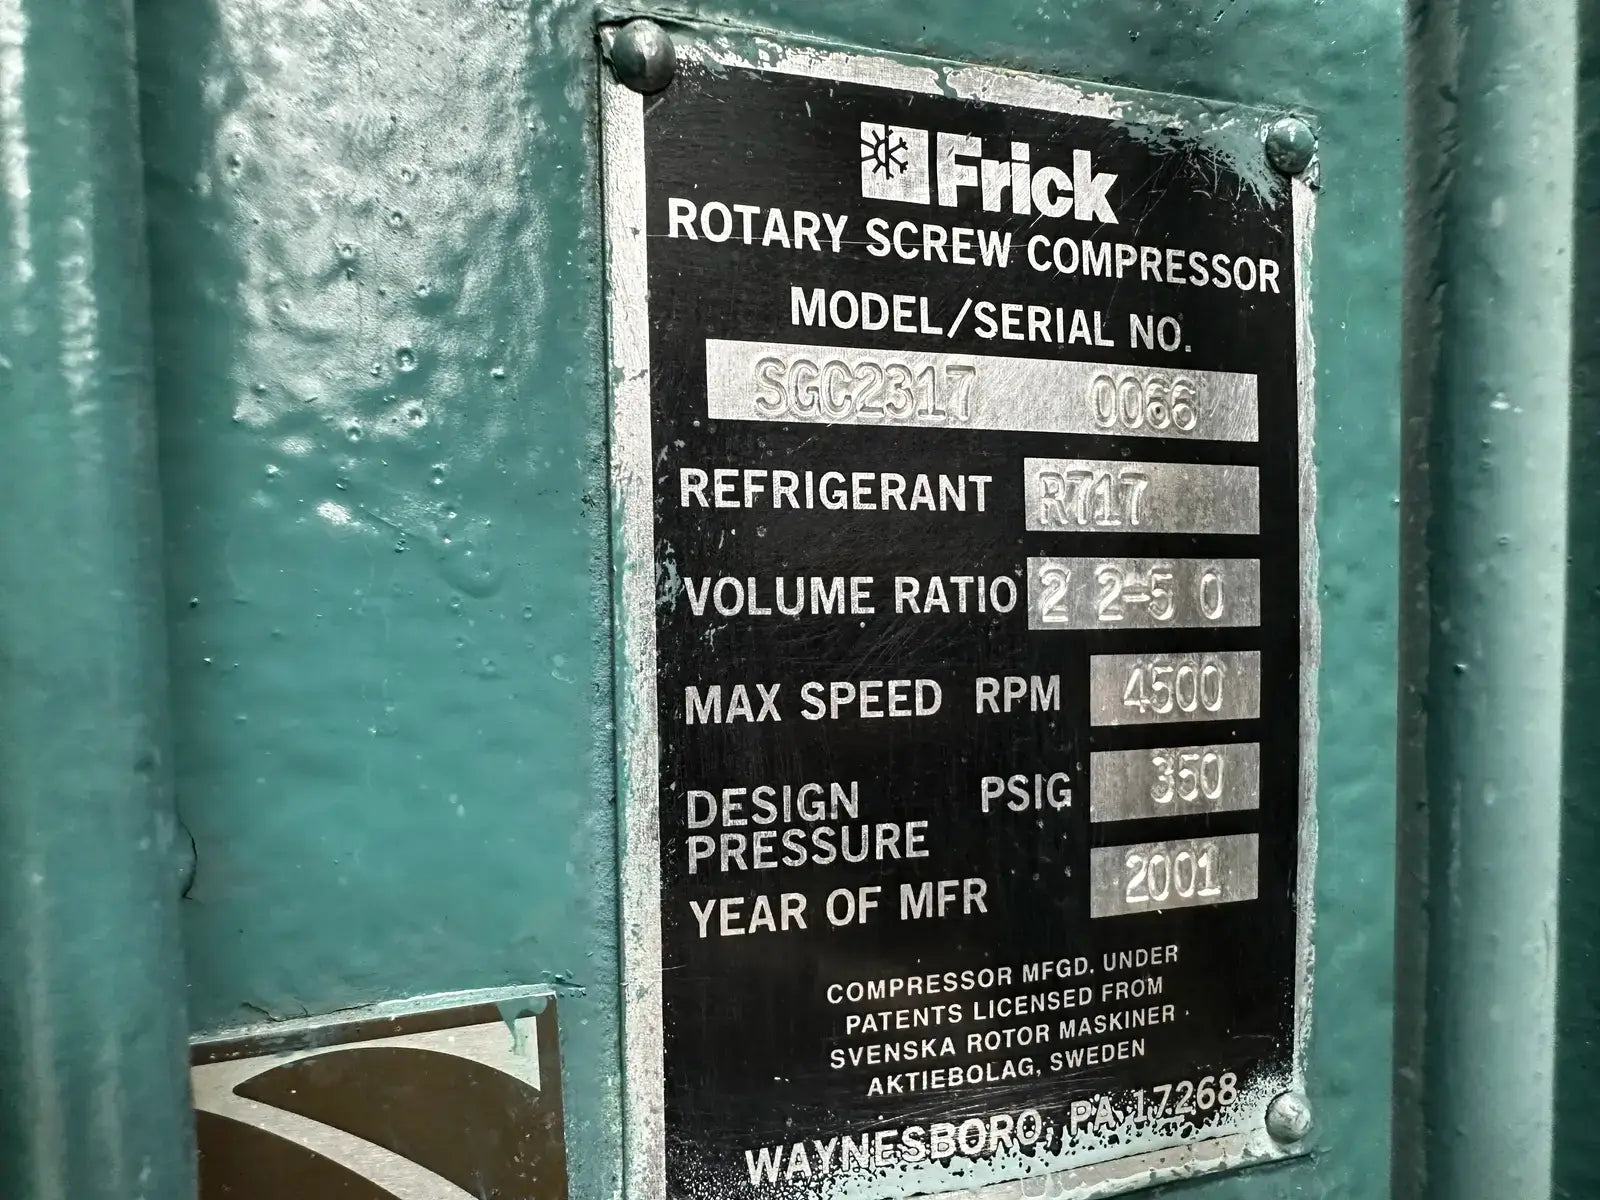 Frick
ROTARY SCREW COMPRESSOR
MODEL/SERIAL NO.
SGC2317 0066
REFRIGERANT R717
VOLUME RATIO 2 2-5 0
MAX SPEED RPM 4500
DESIGN PRESSURE PSIG 350
YEAR OF MFR 2001
COMPRESSOR MFGD. UNDER
PATENTS LICENSED FROM
SVENSKA ROTOR MASKINER
AKTIEBOLAG, SWEDEN
WAYNESBORO, PA 17268